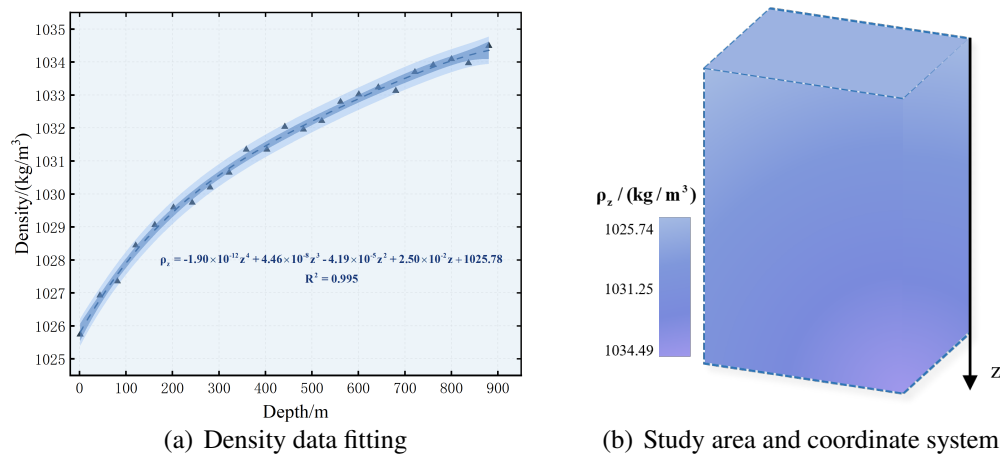 1035
1034
1033
1032
1031
1030
1029
1028
1027
1026
1025
Density/(kg/m³)
ρz = -1.90×10⁻¹²z⁴ + 4.46×10⁻⁸z³ - 4.19×10⁻⁵z² + 2.50×10⁻²z + 1025.78
R² = 0.995
0 100 200 300 400 500 600 700 800 900
Depth/m
(a) Density data fitting
ρz / (kg / m³)
1025.74
1031.25
1034.49
z
(b) Study area and coordinate system